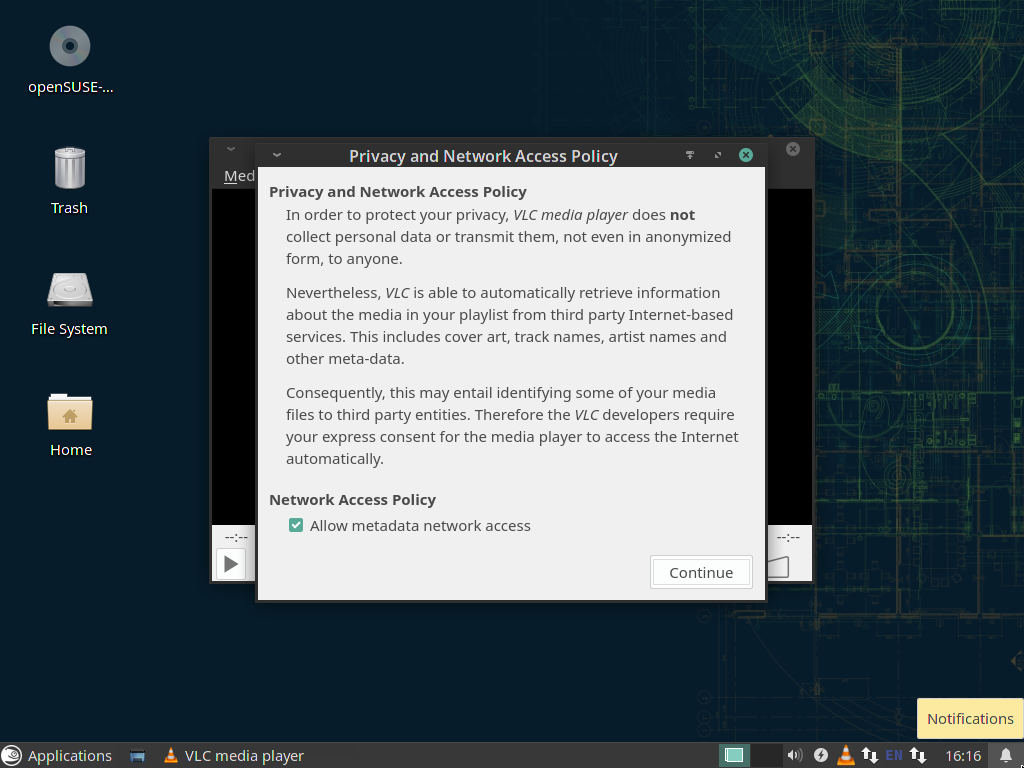 openSUSE-...
Trash
File System
Home
Privacy and Network Access Policy
Med
Privacy and Network Access Policy
In order to protect your privacy, VLC media player does not
collect personal data or transmit them, not even in anonymized
form, to anyone.
Nevertheless, VLC is able to automatically retrieve information
about the media in your playlist from third party Internet-based
services. This includes cover art, track names, artist names and
other meta-data.
Consequently, this may entail identifying some of your media
files to third party entities. Therefore the VLC developers require
your express consent for the media player to access the Internet
automatically.
Network Access Policy
Allow metadata network access
--:-- --:--
Continue
Notifications
Applications VLC media player EN 16:16